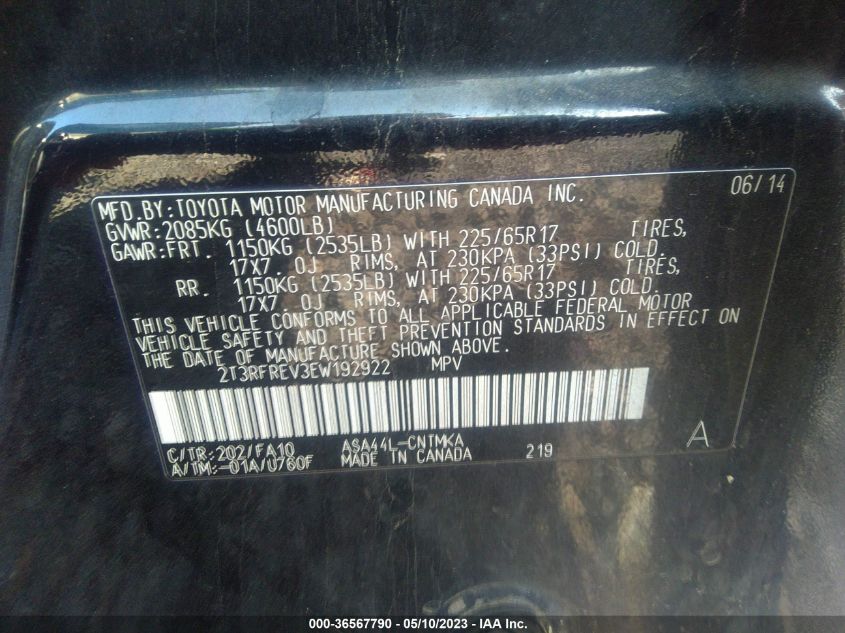 MFD.BY:TOYOTA MOTOR MANUFACTURING CANADA INC. 06/14
GVWR:2085KG (4600LB)
GAWR:FRT. 1150KG (2535LB) WITH 225/65R17 TIRES,
17X7.0J RIMS, AT 230KPA (33PSI) COLD.
RR. 1150KG (2535LB) WITH 225/65R17 TIRES,
17X7.0J RIMS, AT 230KPA (33PSI) COLD.
THIS VEHICLE CONFORMS TO ALL APPLICABLE FEDERAL MOTOR
VEHICLE SAFETY AND THEFT PREVENTION STANDARDS IN EFFECT ON
THE DATE OF MANUFACTURE SHOWN ABOVE.
2T3RFREV3EW192922 MPV
C/TR:202/FA10 ASA44L-CNTMKA A
A/TM:-01A/U760F MADE IN CANADA 219
000-36567790 — 05/10/2023 — IAA Inc.